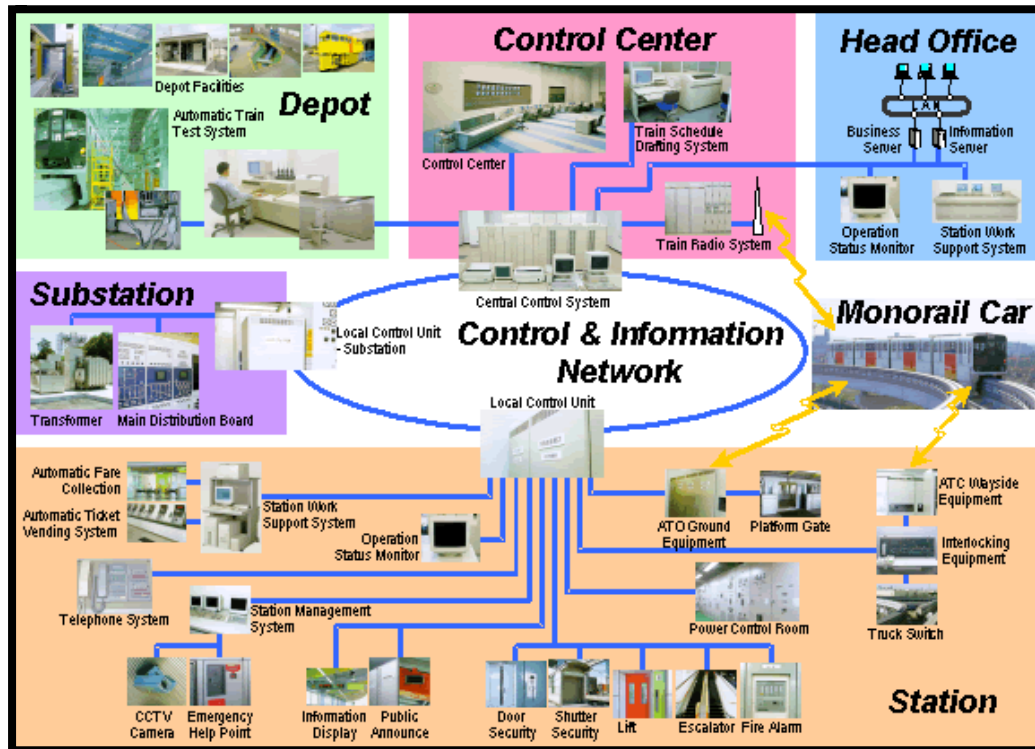 Depot Facilities
Depot
Automatic Train
Test System
Control Center
Control Center
Train Schedule
Drafting System
Train Radio System
Head Office
LAN
Business
Server
Information
Server
Operation
Status Monitor
Station Work
Support System
Central Control System
Substation
Local Control Unit
- Substation
Transformer
Main Distribution Board
Control & Information
Network
Monorail Car
Local Control Unit
Automatic Fare
Collection
Automatic Ticket
Vending System
Station Work
Support System
Operation
Status Monitor
ATO Ground
Equipment
Platform Gate
ATC Wayside
Equipment
Interlocking
Equipment
Truck Switch
Telephone System
Station Management
System
Power Control Room
CCTV
Camera
Emergency
Help Point
Information
Display
Public
Announce
Door
Security
Shutter
Security
Lift
Escalator
Fire Alarm
Station